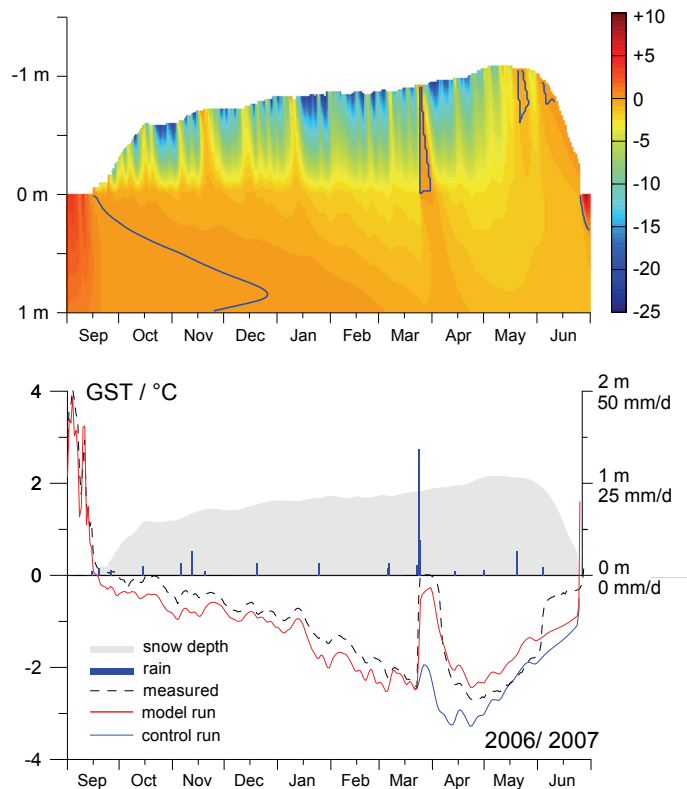 +10
-1 m
+5
0
-5
0 m
-10
-15
-20
1 m
-25
Sep Oct Nov Dec Jan Feb Mar Apr May Jun
4
GST / °C
2 m
50 mm/d
2
1 m
25 mm/d
0
0 m
0 mm/d
snow depth
rain
-2
measured
model run
control run
2006/ 2007
-4
Sep Oct Nov Dec Jan Feb Mar Apr May Jun